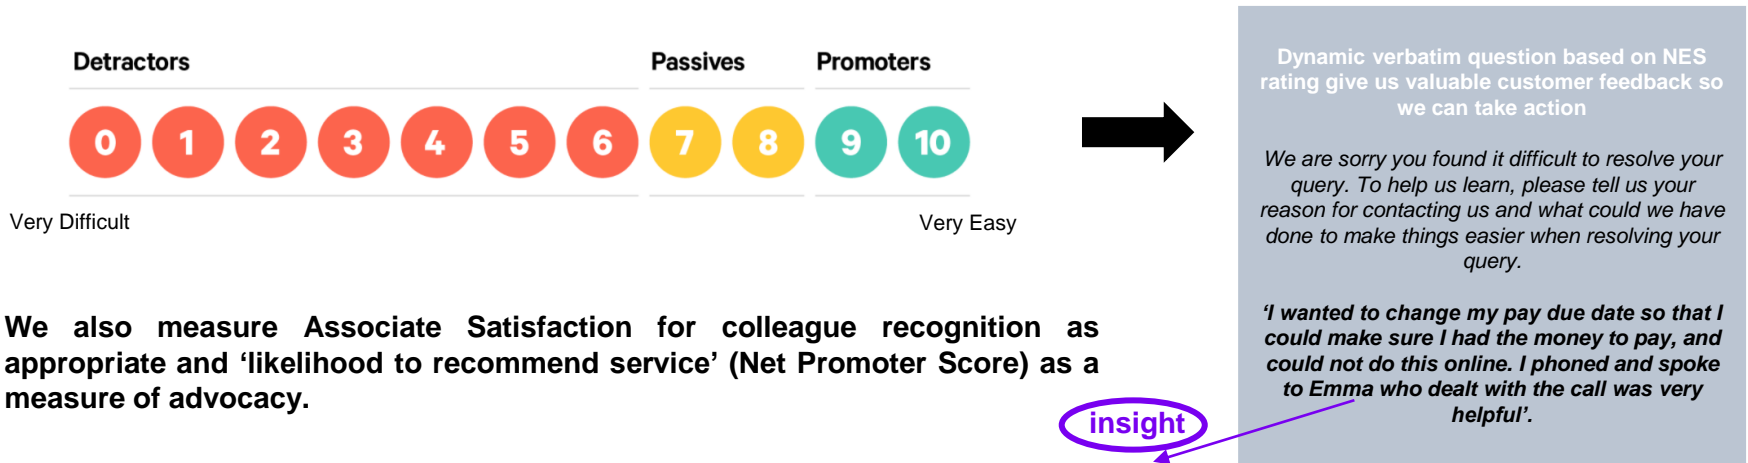 Detractors
Passives
Promoters
0 1 2 3 4 5 6 7 8 9 10
Very Difficult
Very Easy
We also measure Associate Satisfaction for colleague recognition as
appropriate and ‘likelihood to recommend service’ (Net Promoter Score) as a
measure of advocacy.
insight
Dynamic verbatim question based on NES
rating give us valuable customer feedback so
we can take action
We are sorry you found it difficult to resolve your
query. To help us learn, please tell us your
reason for contacting us and what could we have
done to make things easier when resolving your
query.
‘I wanted to change my pay due date so that I
could make sure I had the money to pay, and
could not do this online. I phoned and spoke
to Emma who dealt with the call was very
helpful’.